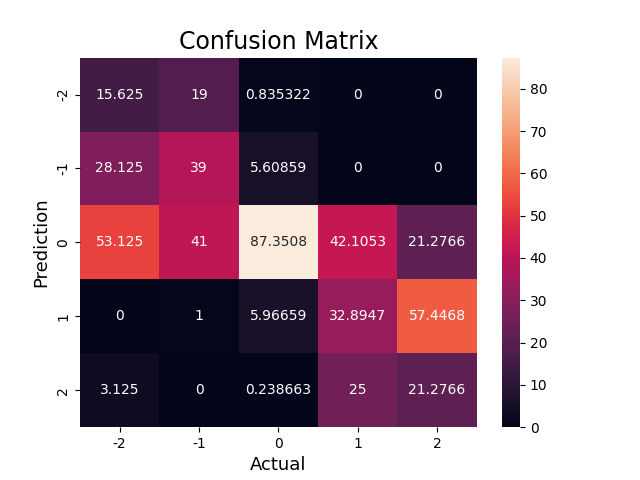 Confusion Matrix
-2 15.625 19 0.835322 0 0
-1 28.125 39 5.60859 0 0
0 53.125 41 87.3508 42.1053 21.2766
1 0 1 5.96659 32.8947 57.4468
2 3.125 0 0.238663 25 21.2766
-2 -1 0 1 2
Prediction
Actual
80
70
60
50
40
30
20
10
0